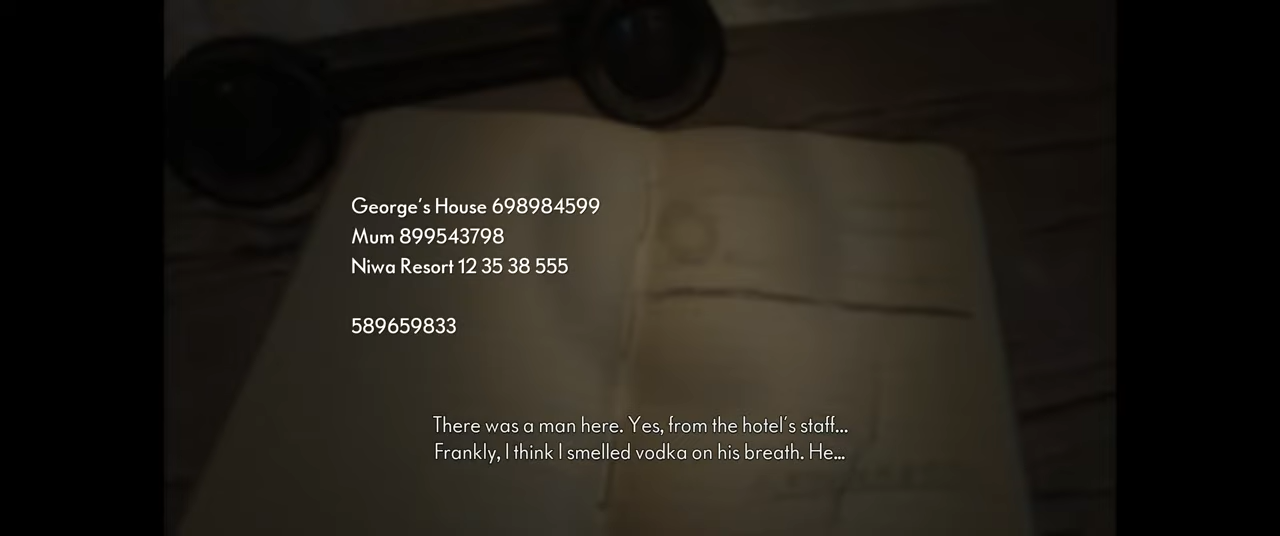 George's House 698984599
Mum 899543798
Niwa Resort 12 35 38 555
589659833
There was a man here. Yes, from the hotel's staff...
Frankly, I think I smelled vodka on his breath. He...